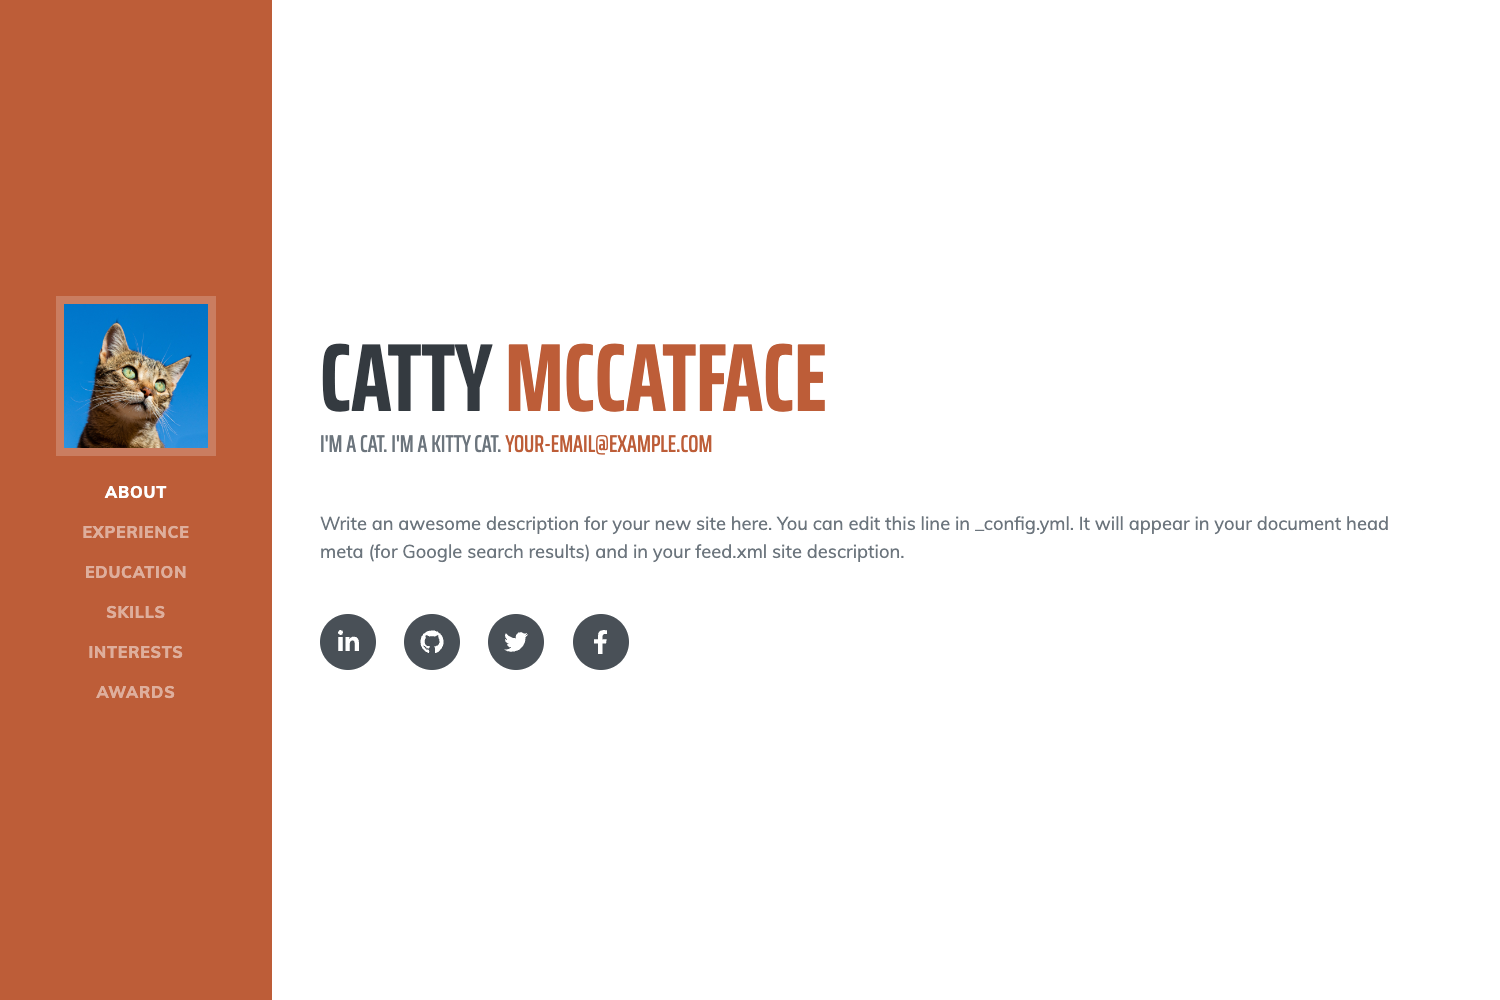 ABOUT
EXPERIENCE
EDUCATION
SKILLS
INTERESTS
AWARDS
CATTY MCCATFACE
I'M A CAT. I'M A KITTY CAT. YOUR-EMAIL@EXAMPLE.COM
Write an awesome description for your new site here. You can edit this line in _config.yml. It will appear in your document head
meta (for Google search results) and in your feed.xml site description.